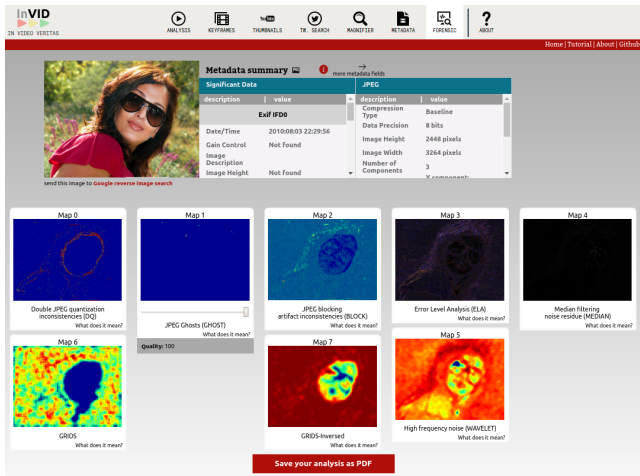 InVID
IN VIDEO VERITAS
ANALYSIS KEYFRAMES THUMBNAILS TW. SEARCH MAGNIFIER METADATA FORENSIC ABOUT
Home | Tutorial | About | Github
Metadata summary
more metadata fields
Significant Data
JPEG
description | value
description | value
Exif IFD0
Compression Type Baseline
Date/Time 2010:08:03 22:29:56
Data Precision 8 bits
Gain Control Not found
Image Height 2448 pixels
Image Description
Image Width 3264 pixels
Image Height Not found
Number of Components 3
send this image to Google reverse image search
Map 0
Double JPEG quantization
inconsistencies (DQ)
What does it mean?
Map 1
JPEG Ghosts (GHOST)
What does it mean?
Quality: 100
Map 2
JPEG blocking
artifact inconsistencies (BLOCK)
What does it mean?
Map 3
Error Level Analysis (ELA)
What does it mean?
Map 4
Median filtering
noise residue (MEDIAN)
What does it mean?
Map 6
GRIDS
What does it mean?
Map 7
GRIDS-Inversed
What does it mean?
Map 5
High frequency noise (WAVELET)
What does it mean?
Save your analysis as PDF